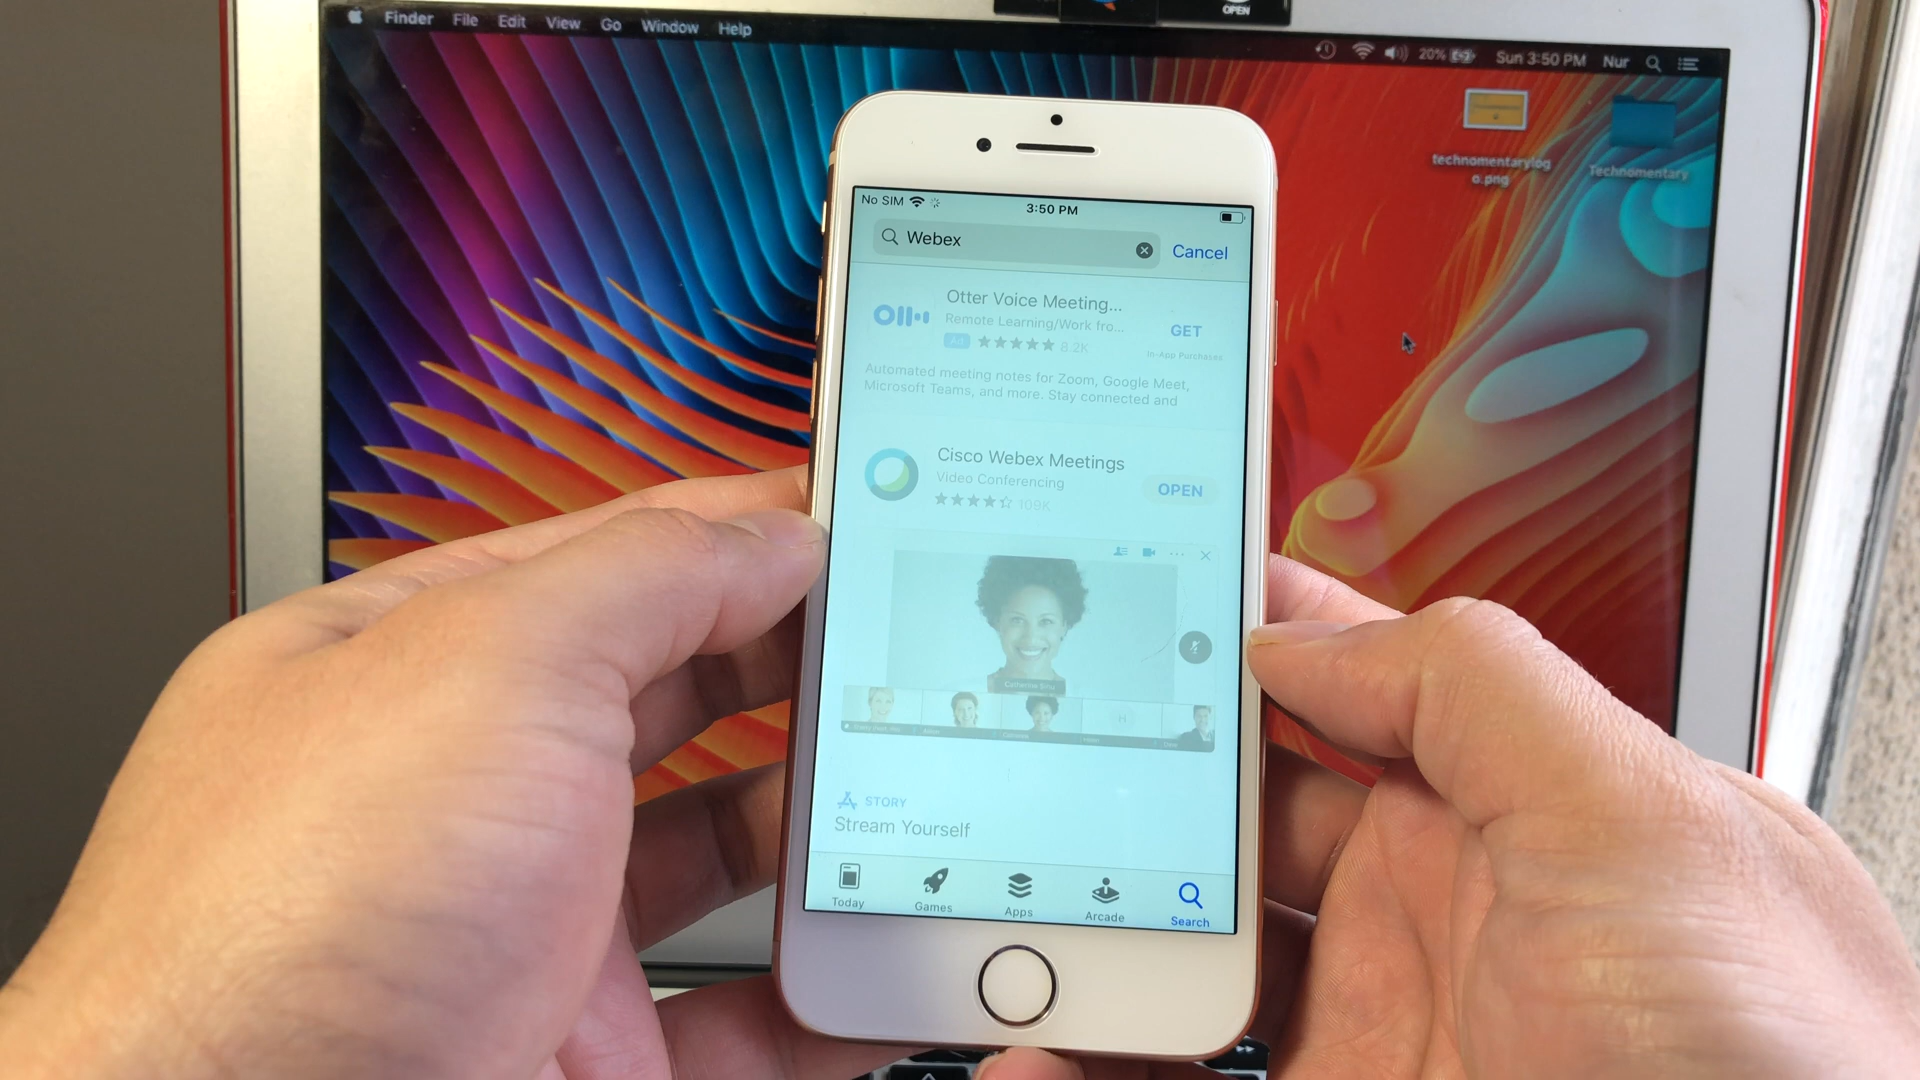 Finder File Edit View Go Window Help
OPEN
20% Sun 3:50 PM Nur
technomentarylog
o.png
Technomentary
No SIM 3:50 PM
Webex
Cancel
Otter Voice Meeting...
Remote Learning/Work fro...
Ad 8.2K
GET
In-App Purchases
Automated meeting notes for Zoom, Google Meet,
Microsoft Teams, and more. Stay connected and
Cisco Webex Meetings
Video Conferencing
109K
OPEN
H
STORY
Stream Yourself
Today Games Apps Arcade Search